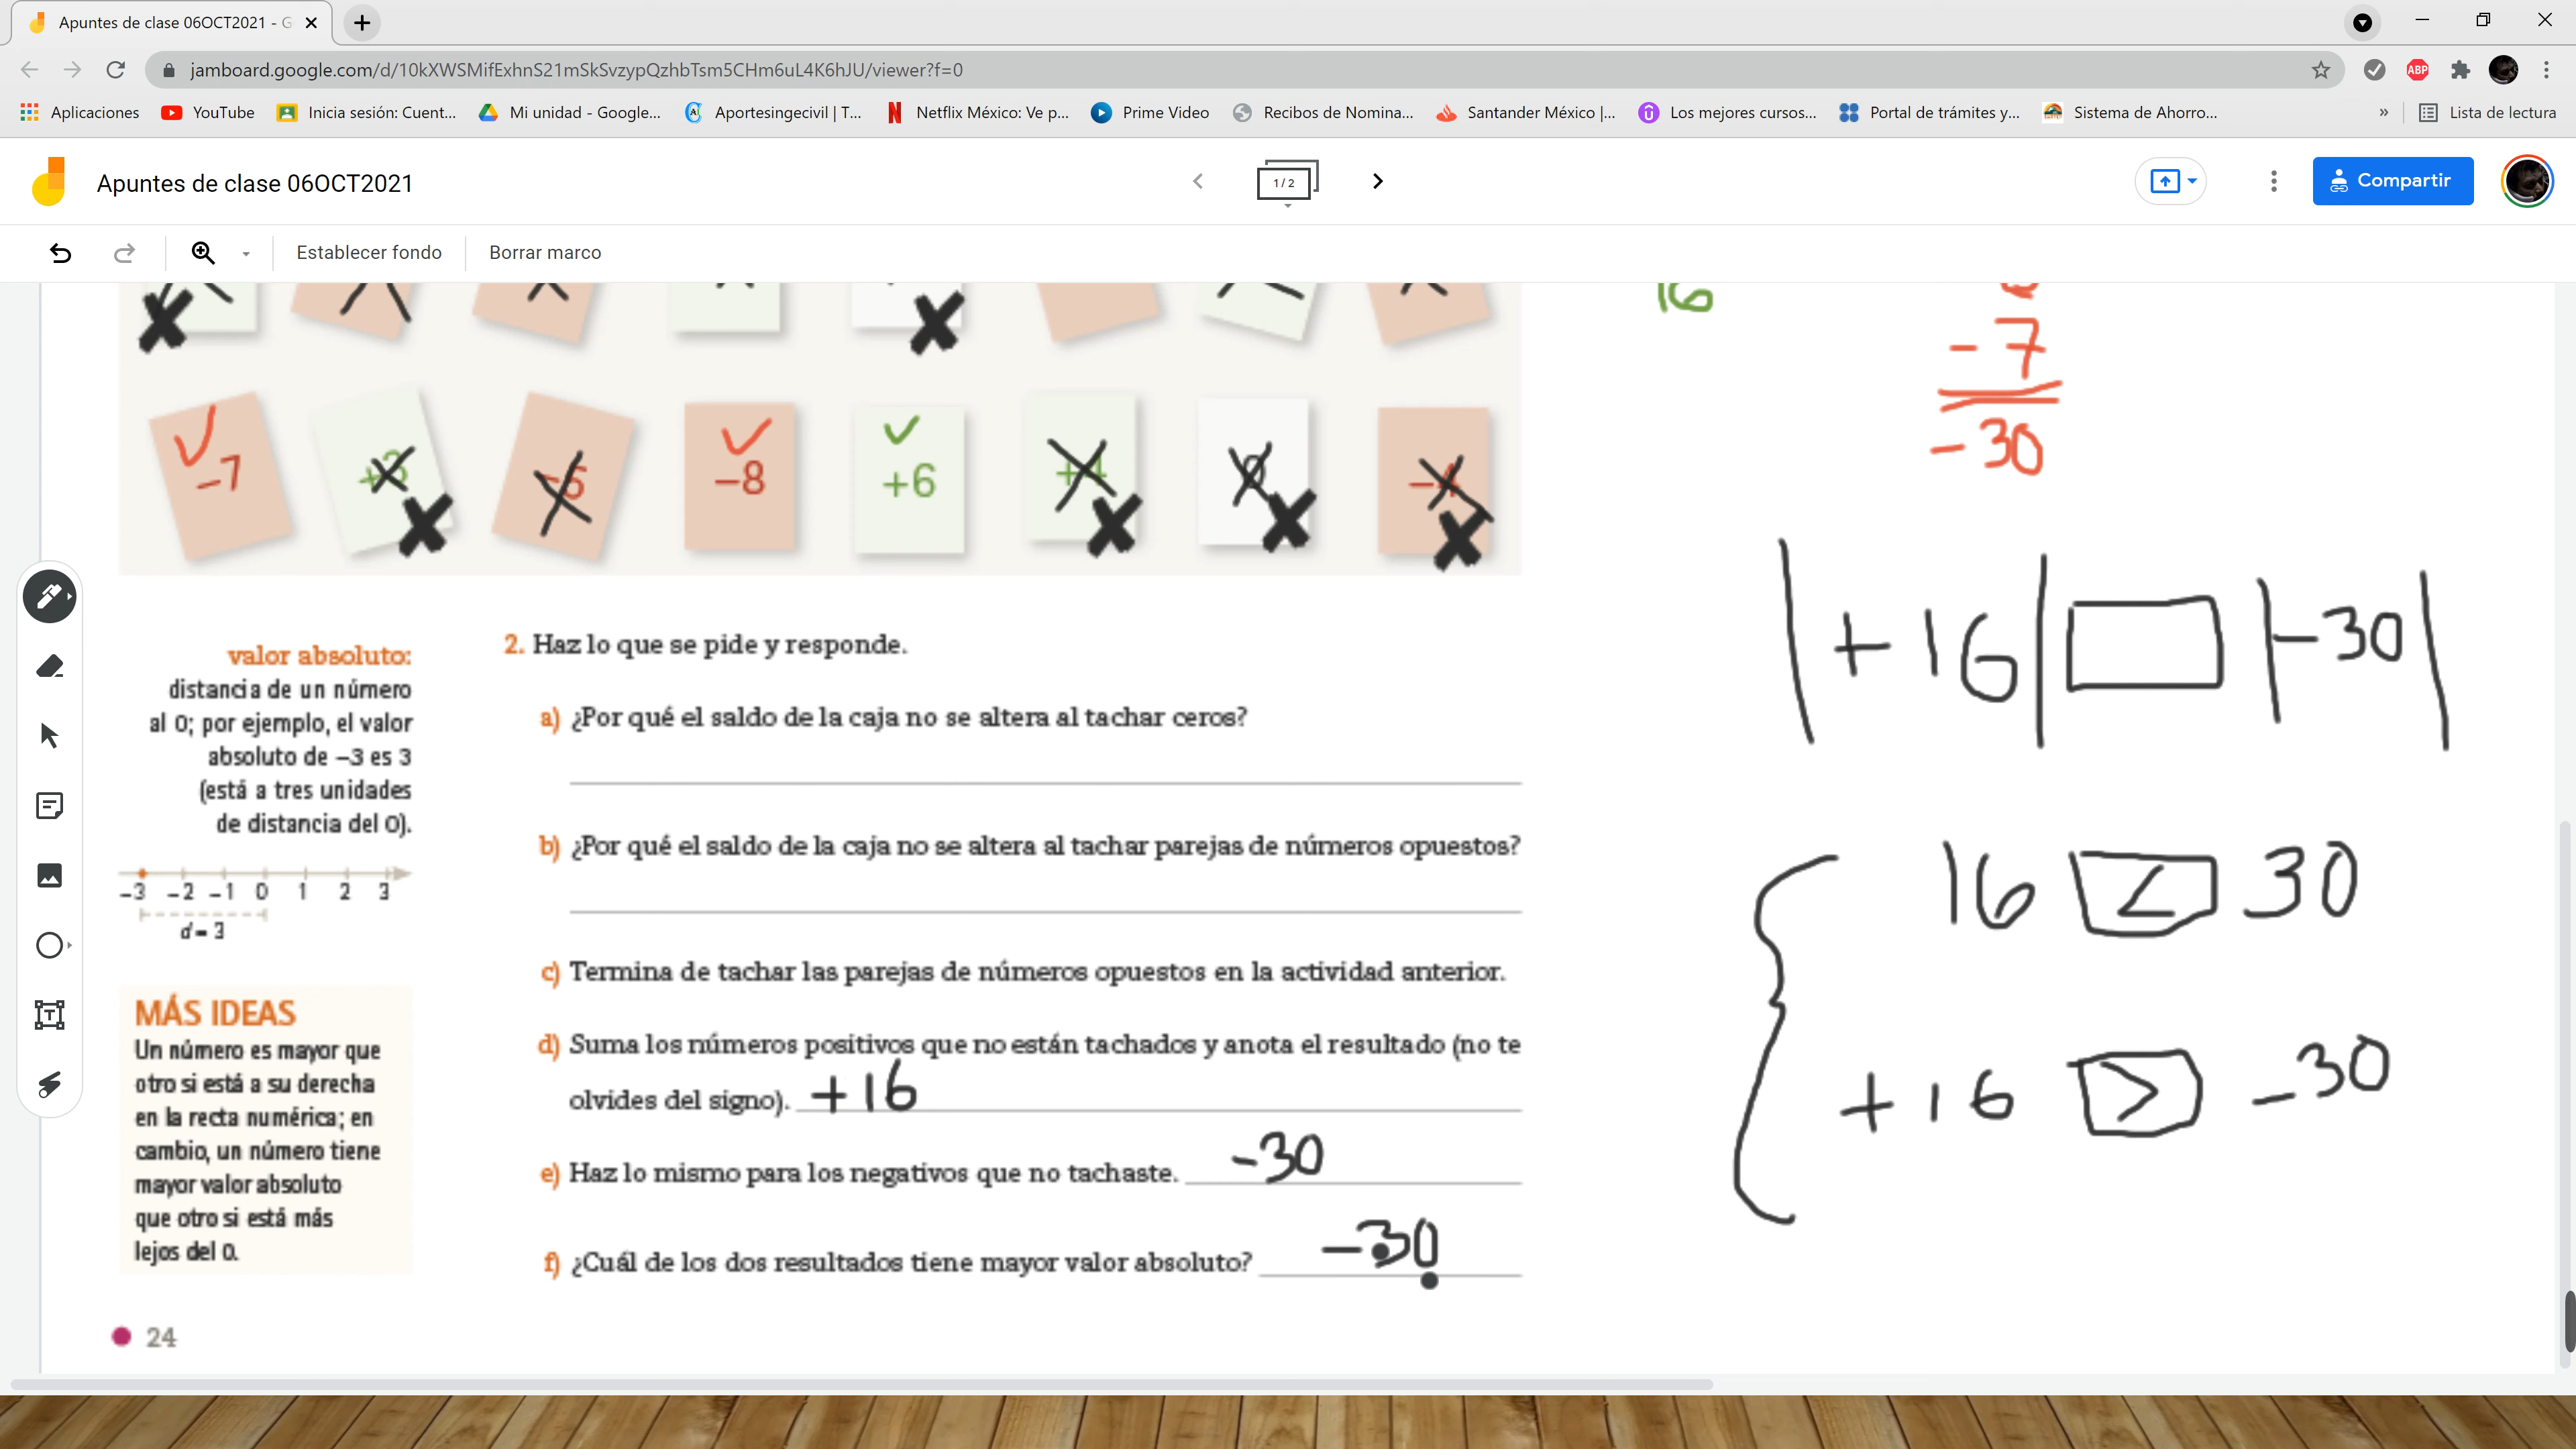 Apuntes de clase 06OCT2021 - G
jamboard.google.com/d/10kXWSMifExhnS21mSkSvzypQzhbTsm5CHm6uL4K6hJU/viewer?f=0
ABP
Aplicaciones
YouTube
Inicia sesión: Cuent...
Mi unidad - Google...
Aportesingecivil | T...
Netflix México: Ve p...
Prime Video
Recibos de Nomina...
Santander México |...
Los mejores cursos...
Portal de trámites y...
Sistema de Ahorro...
»
Lista de lectura
Apuntes de clase 06OCT2021
1 / 2
Compartir
Establecer fondo
Borrar marco
16
- 7
- 30
-7
+3
-8
+6
0
-4
|+16| |-30|
16 < 30
+16 > -30
valor absoluto:
distancia de un número
al 0; por ejemplo, el valor
absoluto de –3 es 3
(está a tres unidades
de distancia del 0).
-3 -2 -1 0 1 2 3
d = 3
MÁS IDEAS
Un número es mayor que
otro si está a su derecha
en la recta numérica; en
cambio, un número tiene
mayor valor absoluto
que otro si está más
lejos del 0.
2. Haz lo que se pide y responde.
a) ¿Por qué el saldo de la caja no se altera al tachar ceros?
b) ¿Por qué el saldo de la caja no se altera al tachar parejas de números opuestos?
c) Termina de tachar las parejas de números opuestos en la actividad anterior.
d) Suma los números positivos que no están tachados y anota el resultado (no te
olvides del signo). +16
e) Haz lo mismo para los negativos que no tachaste. -30
f) ¿Cuál de los dos resultados tiene mayor valor absoluto? -30
24